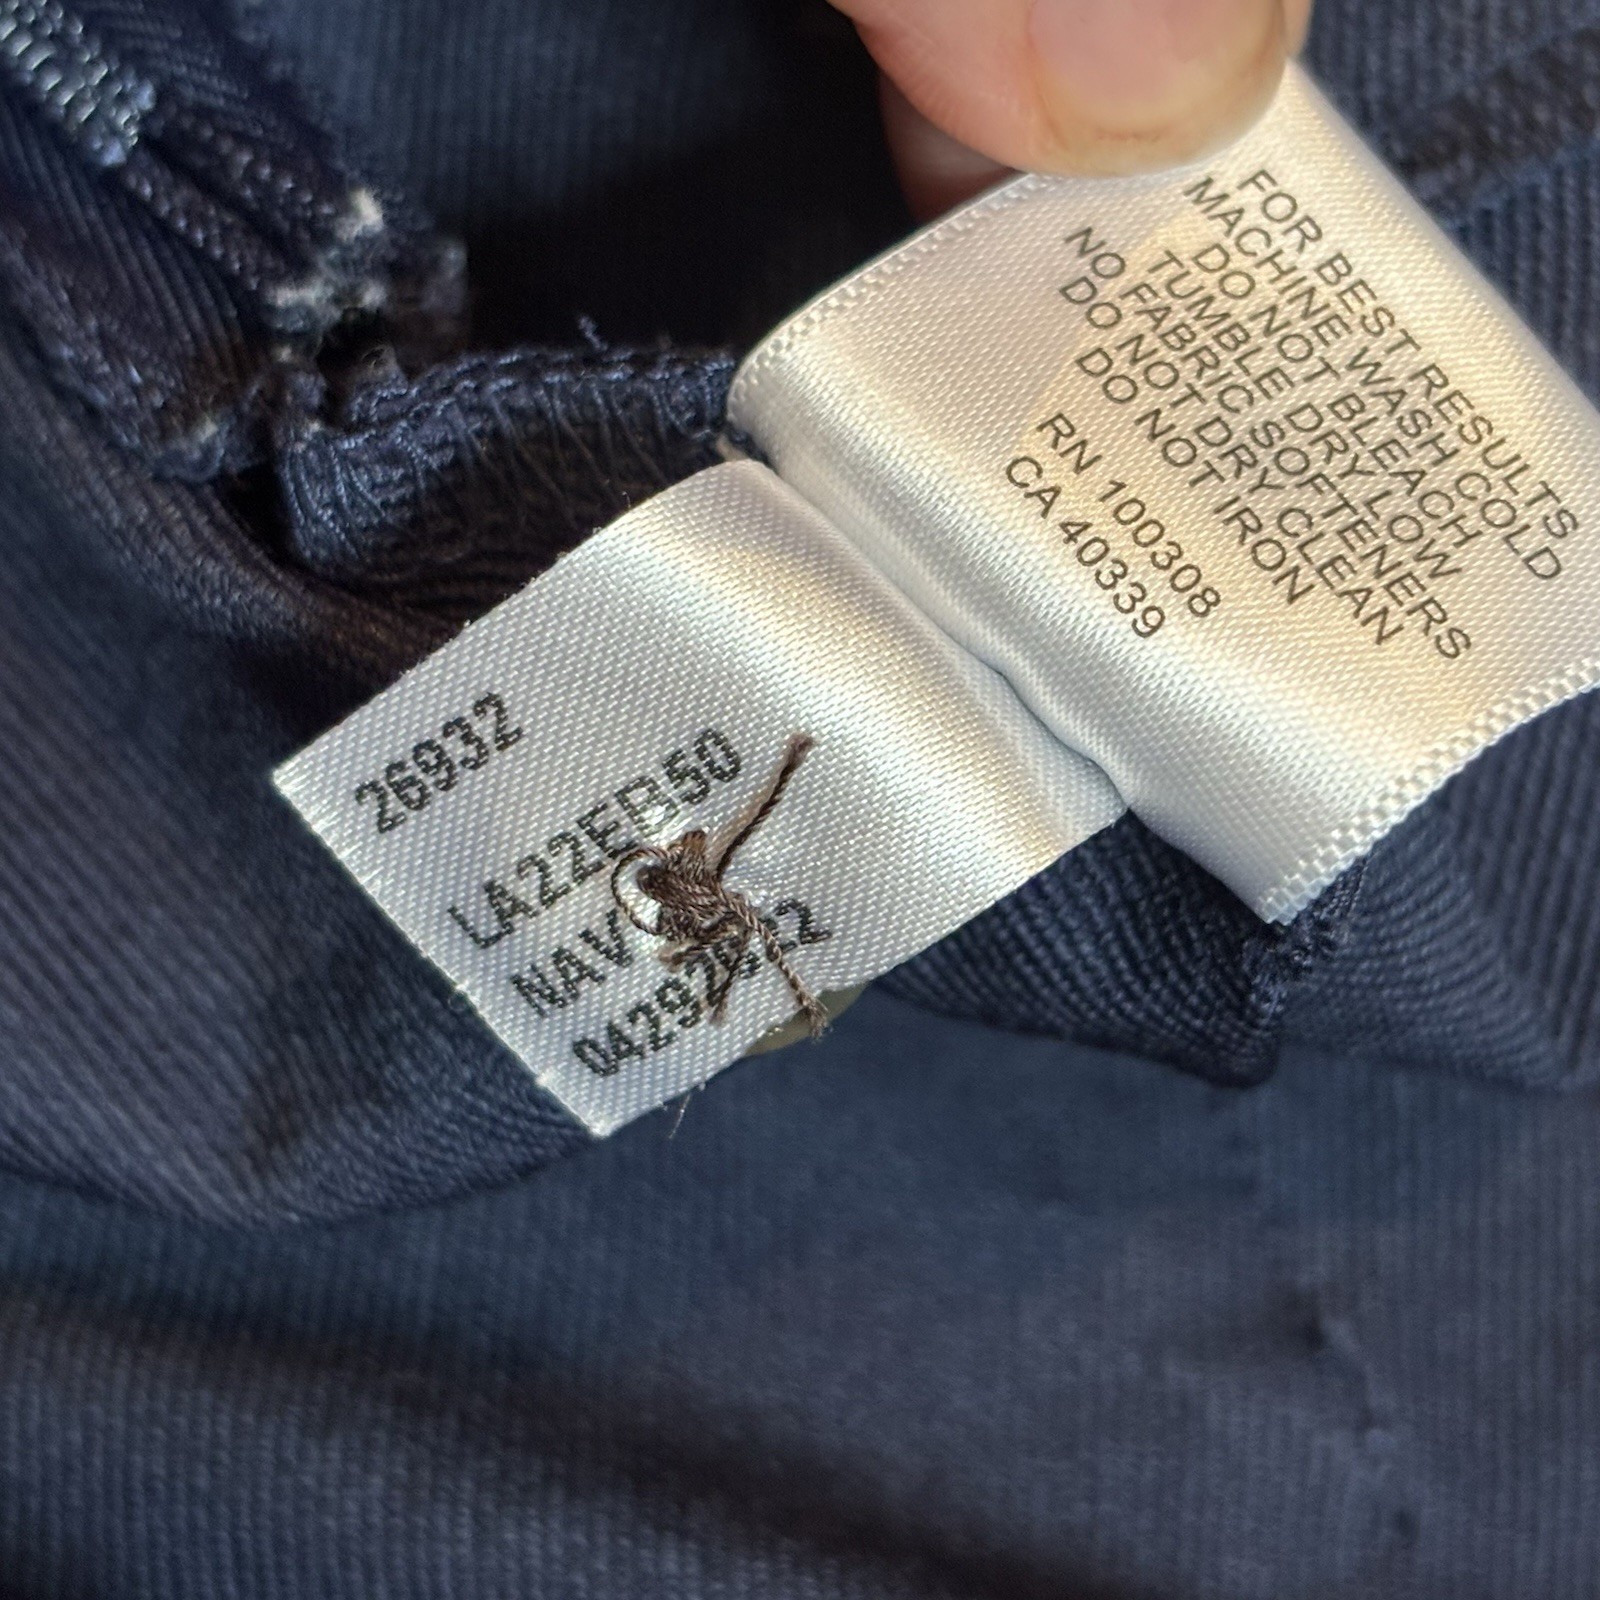 FOR BEST RESULTS
MACHINE WASH COLD
DO NOT BLEACH
TUMBLE DRY LOW
NO FABRIC SOFTENERS
DO NOT DRY CLEAN
DO NOT IRON
RN 100308
CA 40339
26932
LA22EB50